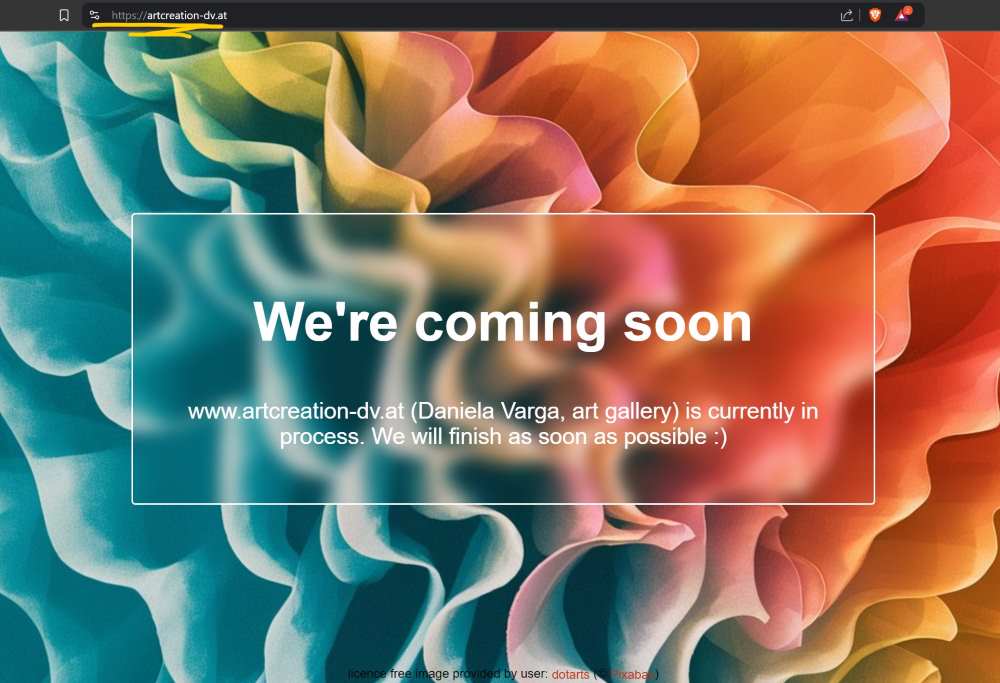 https://artcreation-dv.at
2
We're coming soon
www.artcreation-dv.at (Daniela Varga, art gallery) is currently in
process. We will finish as soon as possible :)
licence free image provided by user: dotarts (@Pixabay)